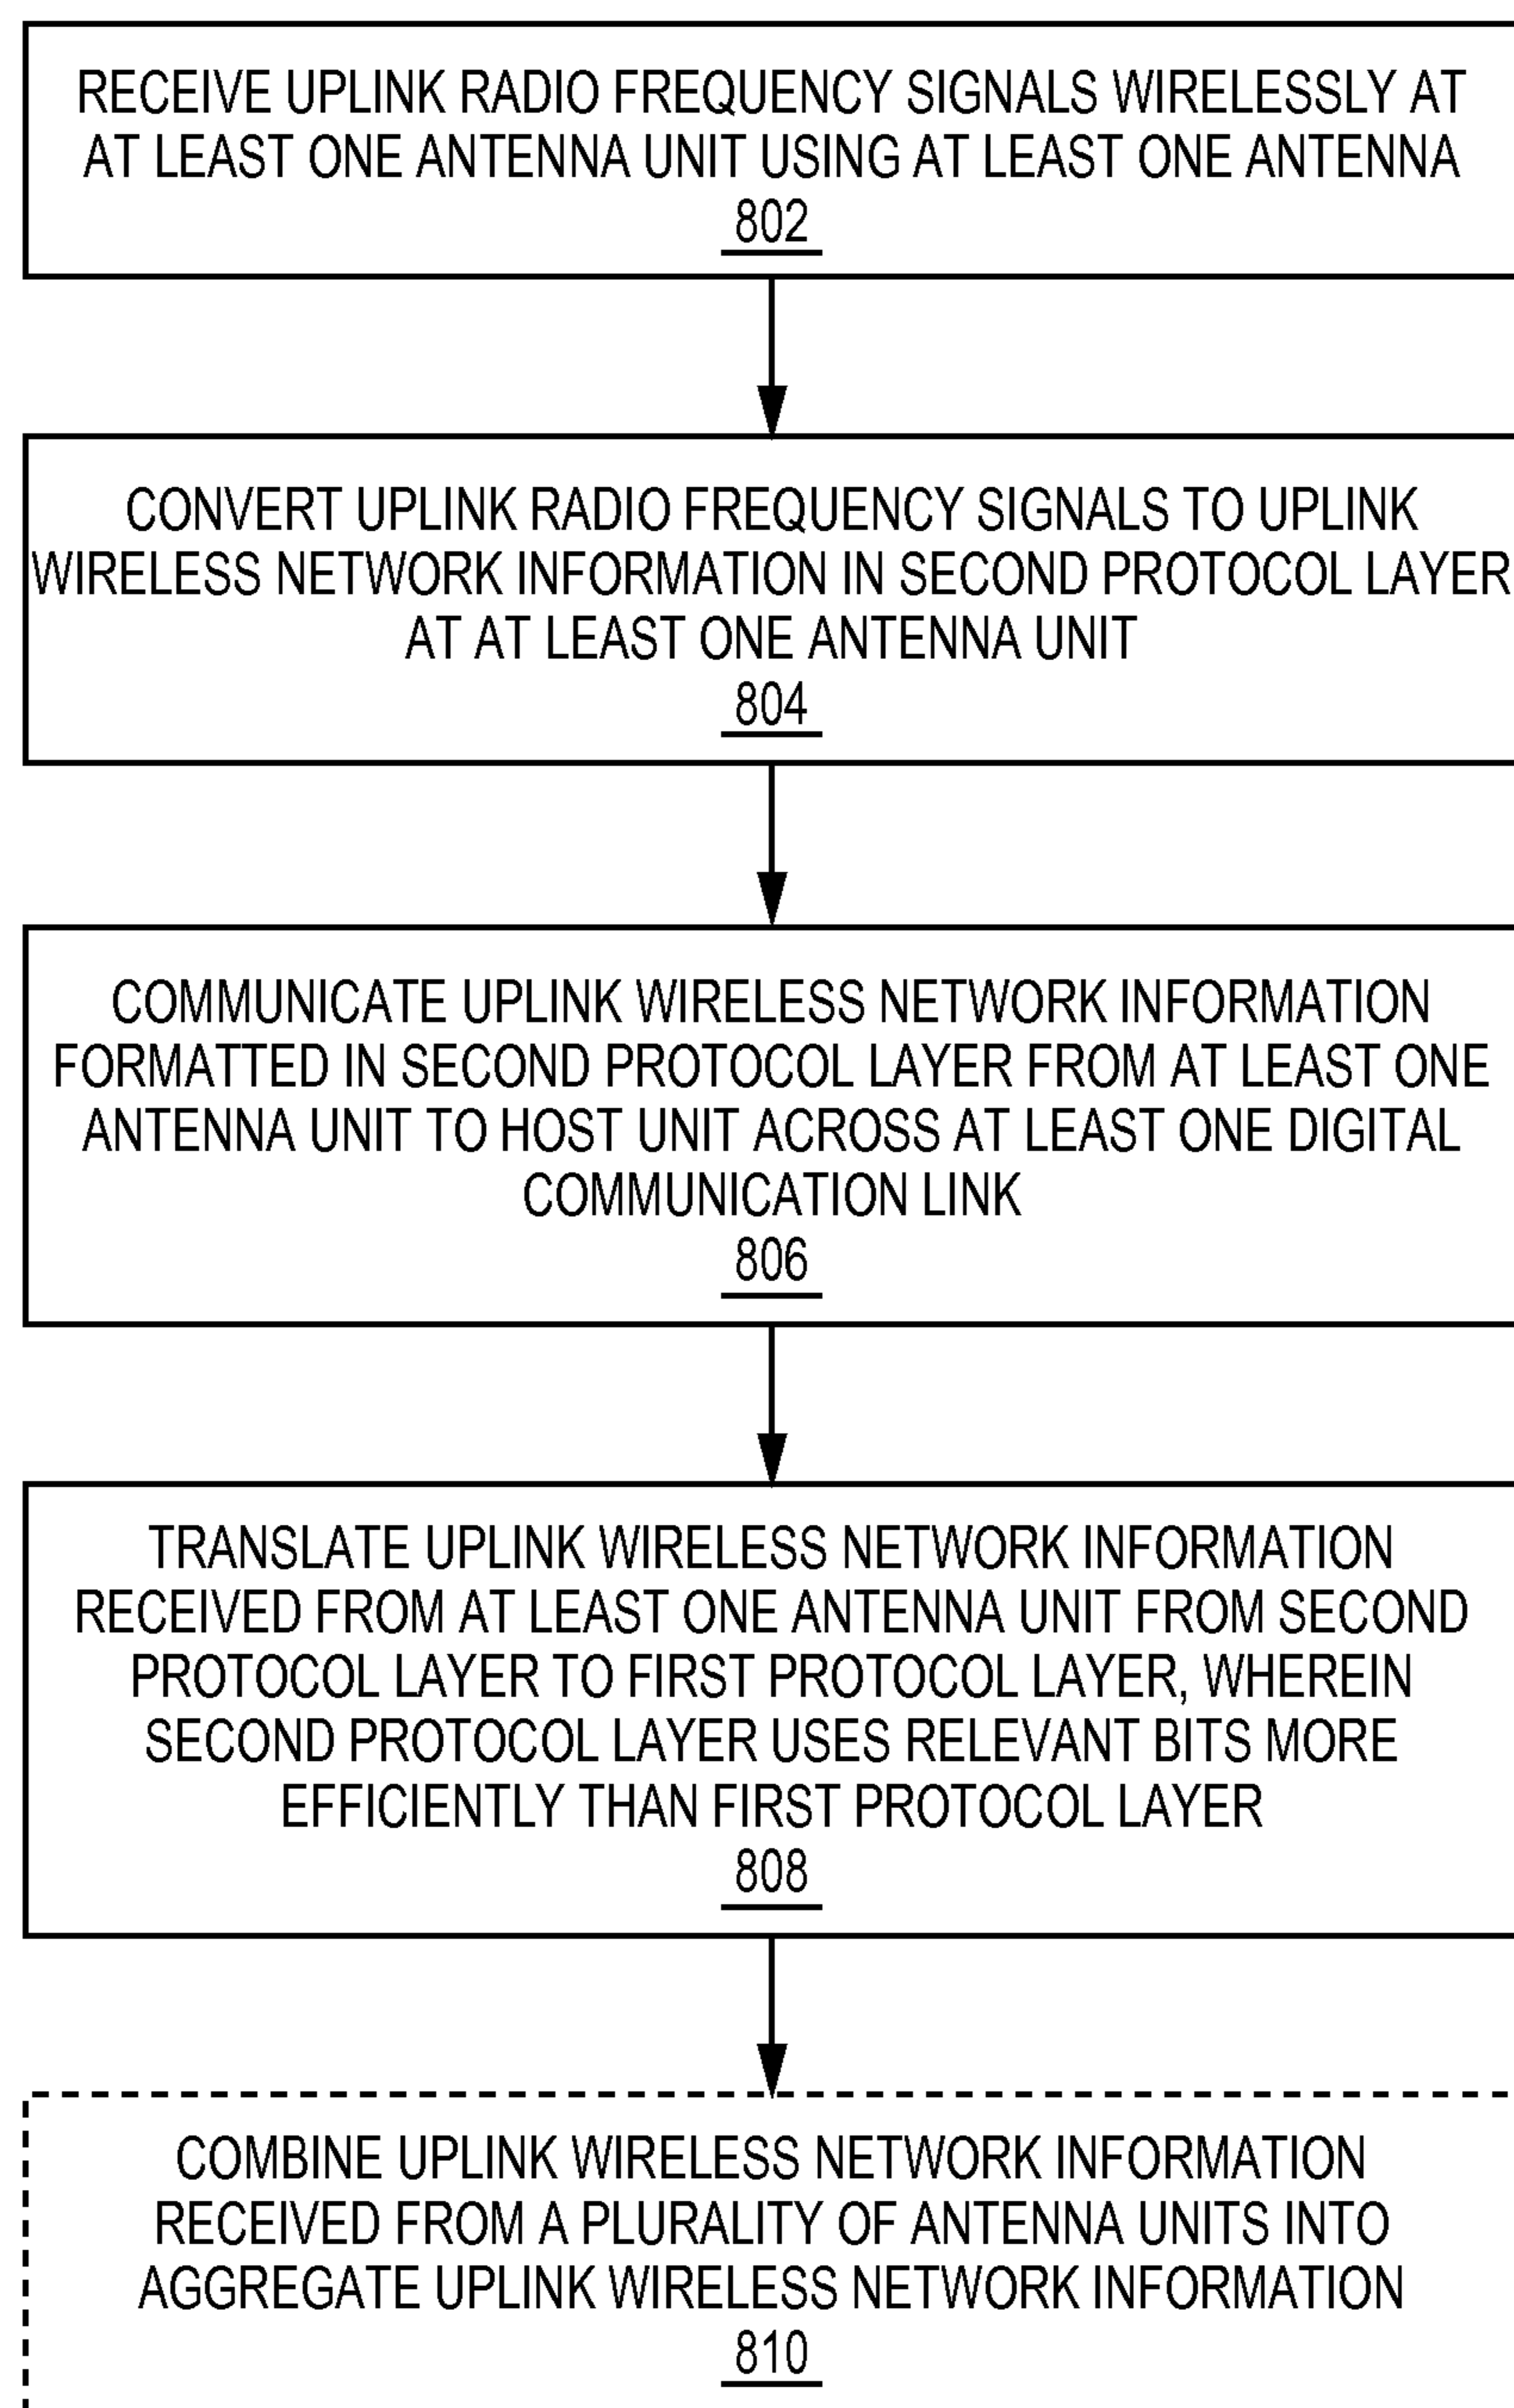 RECEIVE UPLINK RADIO FREQUENCY SIGNALS WIRELESSLY AT
AT LEAST ONE ANTENNA UNIT USING AT LEAST ONE ANTENNA
802
CONVERT UPLINK RADIO FREQUENCY SIGNALS TO UPLINK
WIRELESS NETWORK INFORMATION IN SECOND PROTOCOL LAYER
AT AT LEAST ONE ANTENNA UNIT
804
COMMUNICATE UPLINK WIRELESS NETWORK INFORMATION
FORMATTED IN SECOND PROTOCOL LAYER FROM AT LEAST ONE
ANTENNA UNIT TO HOST UNIT ACROSS AT LEAST ONE DIGITAL
COMMUNICATION LINK
806
TRANSLATE UPLINK WIRELESS NETWORK INFORMATION
RECEIVED FROM AT LEAST ONE ANTENNA UNIT FROM SECOND
PROTOCOL LAYER TO FIRST PROTOCOL LAYER, WHEREIN
SECOND PROTOCOL LAYER USES RELEVANT BITS MORE
EFFICIENTLY THAN FIRST PROTOCOL LAYER
808
COMBINE UPLINK WIRELESS NETWORK INFORMATION
RECEIVED FROM A PLURALITY OF ANTENNA UNITS INTO
AGGREGATE UPLINK WIRELESS NETWORK INFORMATION
810